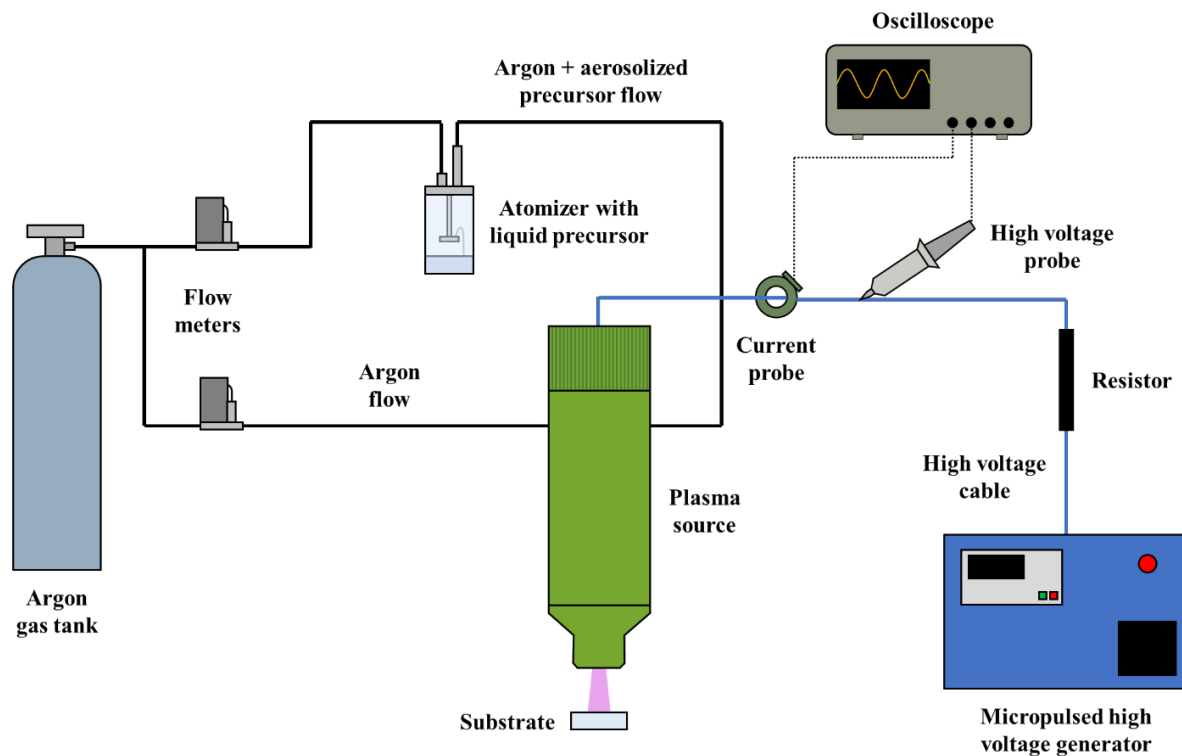 Oscilloscope
Argon + aerosolized
precursor flow
Atomizer with
liquid precursor
High voltage
probe
Flow
meters
Current
probe
Argon
flow
Resistor
High voltage
cable
Plasma
source
Argon
gas tank
Substrate
Micropulsed high
voltage generator